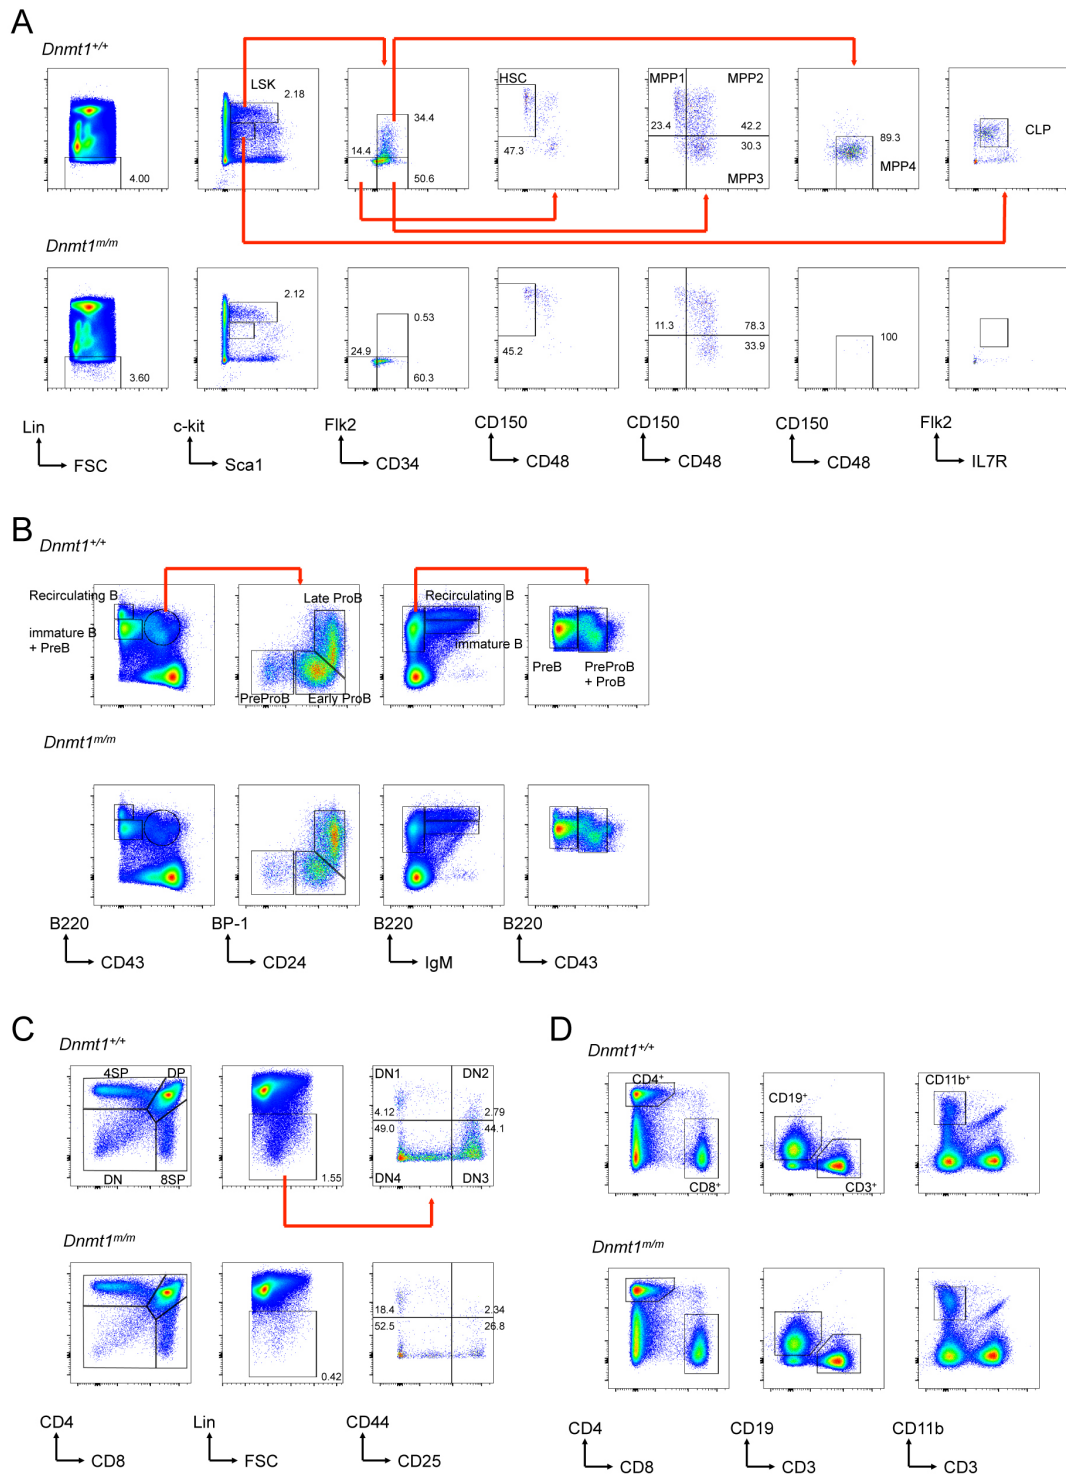 A
Dnmt1+/+
LSK
2.18
4.00
34.4
14.4
50.6
HSC
47.3
MPP1
MPP2
23.4
42.2
30.3
MPP3
89.3
MPP4
CLP
Dnmt1m/m
3.60
2.12
0.53
24.9
60.3
45.2
11.3
78.3
33.9
100
Lin
FSC
c-kit
Sca1
Flk2
CD34
CD150
CD48
CD150
CD48
CD150
CD48
Flk2
IL7R
B
Dnmt1+/+
Recirculating B
immature B
+ PreB
Late ProB
PreProB
Early ProB
Recirculating B
immature B
PreB
PreProB
+ ProB
Dnmt1m/m
B220
CD43
BP-1
CD24
B220
IgM
B220
CD43
C
Dnmt1+/+
4SP
DP
DN
8SP
1.55
DN1
DN2
4.12
2.79
49.0
44.1
DN4
DN3
Dnmt1m/m
0.42
18.4
2.34
52.5
26.8
CD4
CD8
Lin
FSC
CD44
CD25
D
Dnmt1+/+
CD4+
CD8+
CD19+
CD3+
CD11b+
Dnmt1m/m
CD4
CD8
CD19
CD3
CD11b
CD3